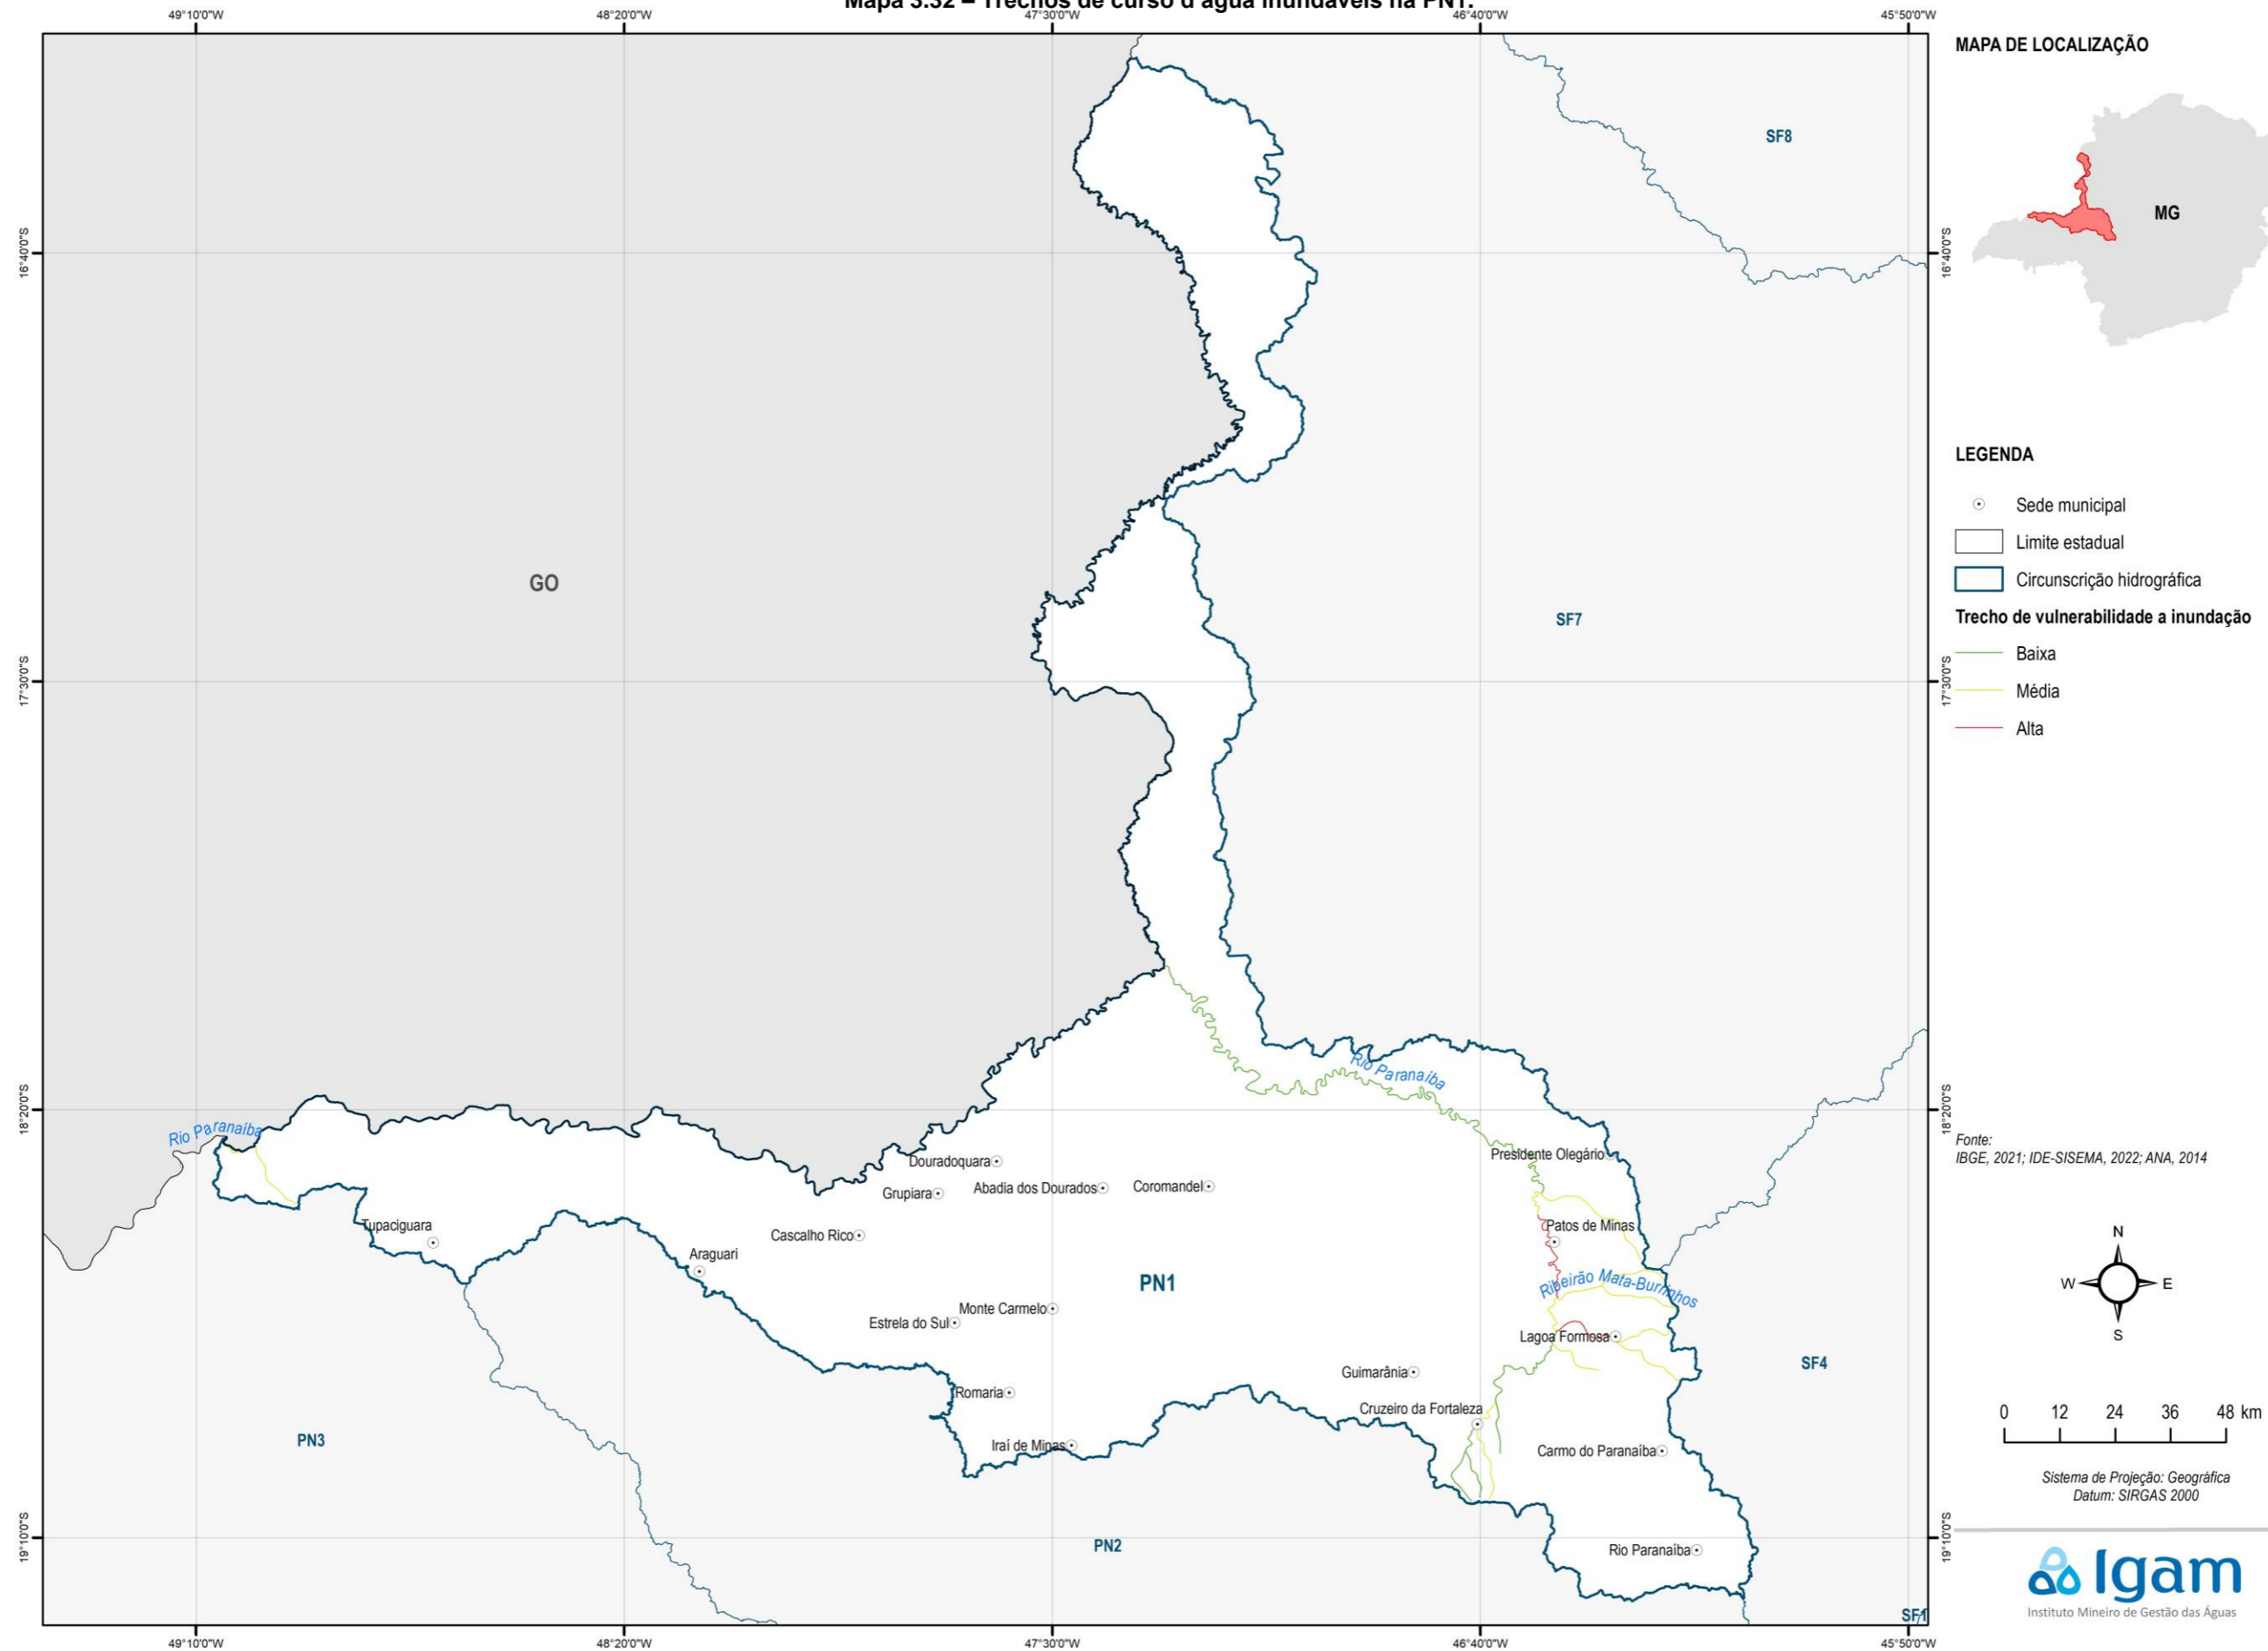 Mapa 3.32 – Trechos de curso d'água inundáveis na PN1.
49°10'0"W
48°20'0"W
47°30'0"W
46°40'0"W
45°50'0"W
MAPA DE LOCALIZAÇÃO
SF8
MG
16°40'0"S
16°40'0"S
LEGENDA
Sede municipal
Limite estadual
Circunscrição hidrográfica
Trecho de vulnerabilidade a inundação
Baixa
Média
Alta
GO
SF7
17°30'0"S
17°30'0"S
Rio Paranaíba
18°20'0"S
18°20'0"S
Rio Paranaíba
Fonte:
IBGE, 2021; IDE-SISEMA, 2022; ANA, 2014
Presidente Olegário
Douradoquara
Grupiara
Abadia dos Dourados
Coromandel
Tupaciguara
Patos de Minas
Cascalho Rico
Araguari
PN1
Ribeirão Mata-Burrinhos
N
W
E
S
Monte Carmelo
Estrela do Sul
Lagoa Formosa
SF4
Guimarânia
Romaria
Cruzeiro da Fortaleza
0 12 24 36 48 km
PN3
Iraí de Minas
Carmo do Paranaíba
Sistema de Projeção: Geográfica
Datum: SIRGAS 2000
19°10'0"S
19°10'0"S
PN2
Rio Paranaíba
Igam
Instituto Mineiro de Gestão das Águas
SF1
49°10'0"W
48°20'0"W
47°30'0"W
46°40'0"W
45°50'0"W